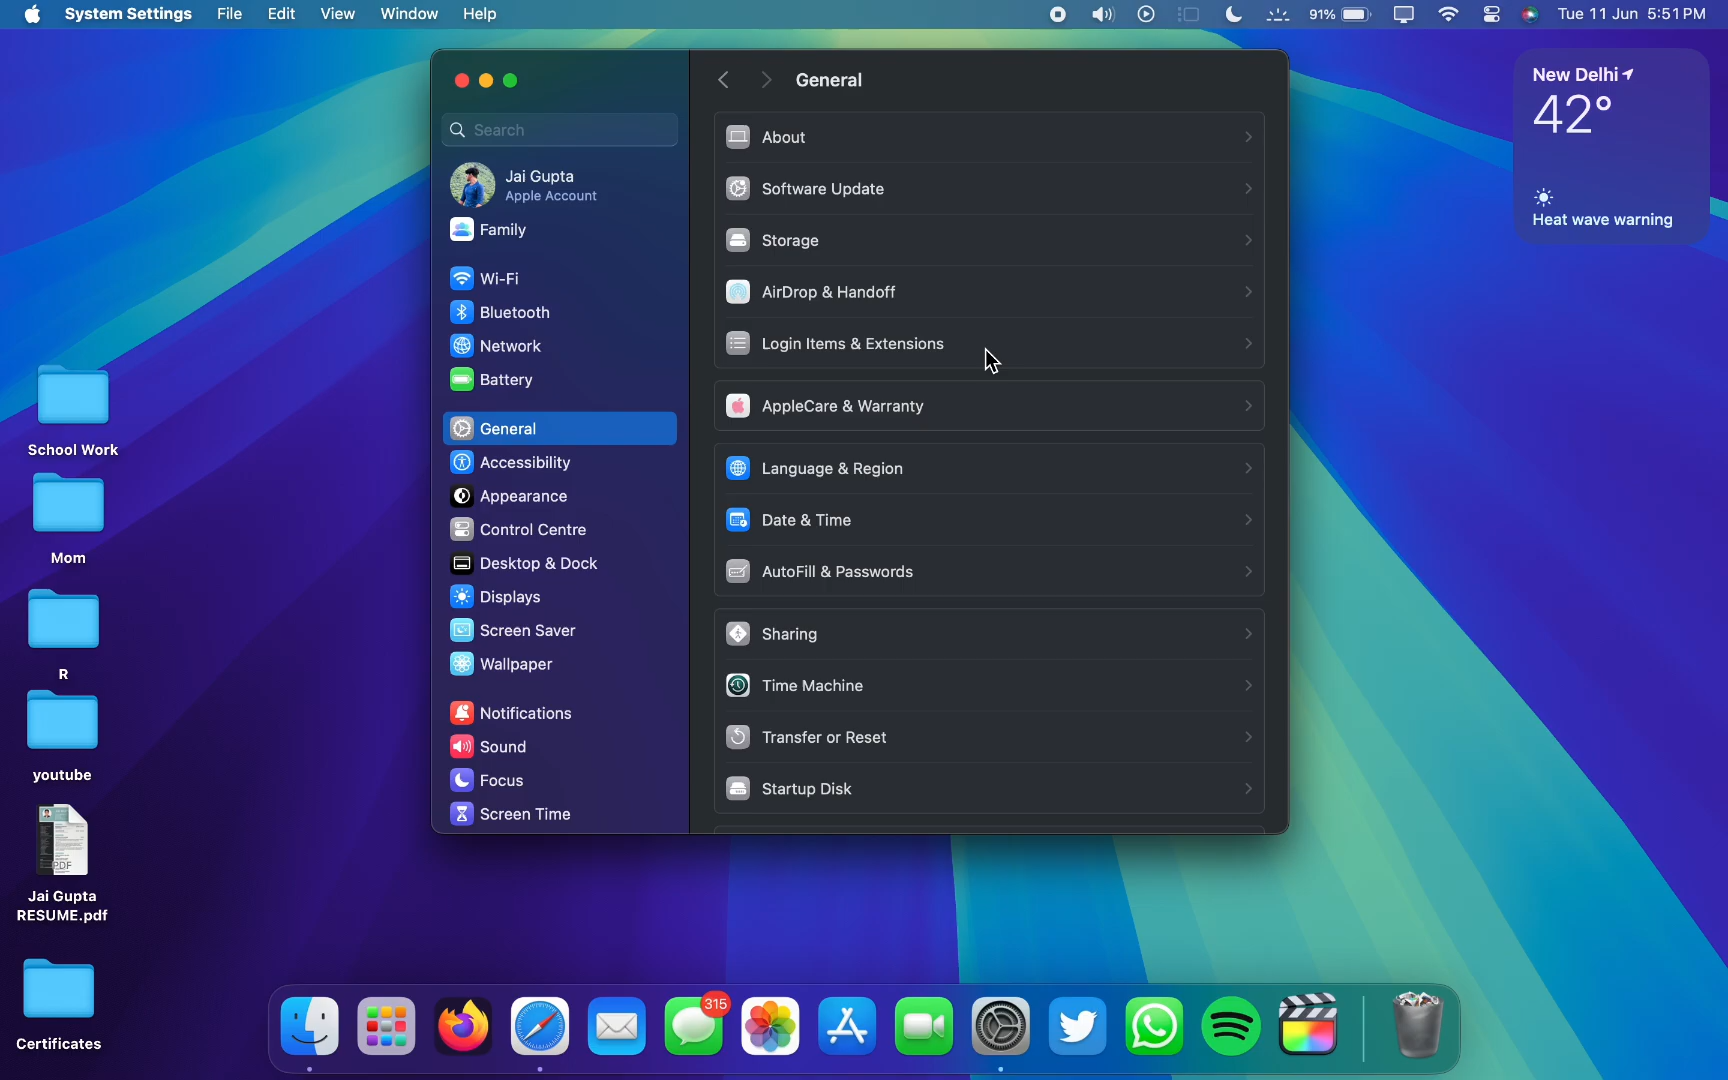 System Settings File Edit View Window Help 91% Tue 11 Jun 5:51 PM
General
Search
Jai Gupta
Apple Account
Family
Wi-Fi
Bluetooth
Network
Battery
General
Accessibility
Appearance
Control Centre
Desktop & Dock
Displays
Screen Saver
Wallpaper
Notifications
Sound
Focus
Screen Time
About
Software Update
Storage
AirDrop & Handoff
Login Items & Extensions
AppleCare & Warranty
Language & Region
Date & Time
AutoFill & Passwords
Sharing
Time Machine
Transfer or Reset
Startup Disk
New Delhi
42°
Heat wave warning
School Work
Mom
R
youtube
PDF
Jai Gupta
RESUME.pdf
Certificates
315